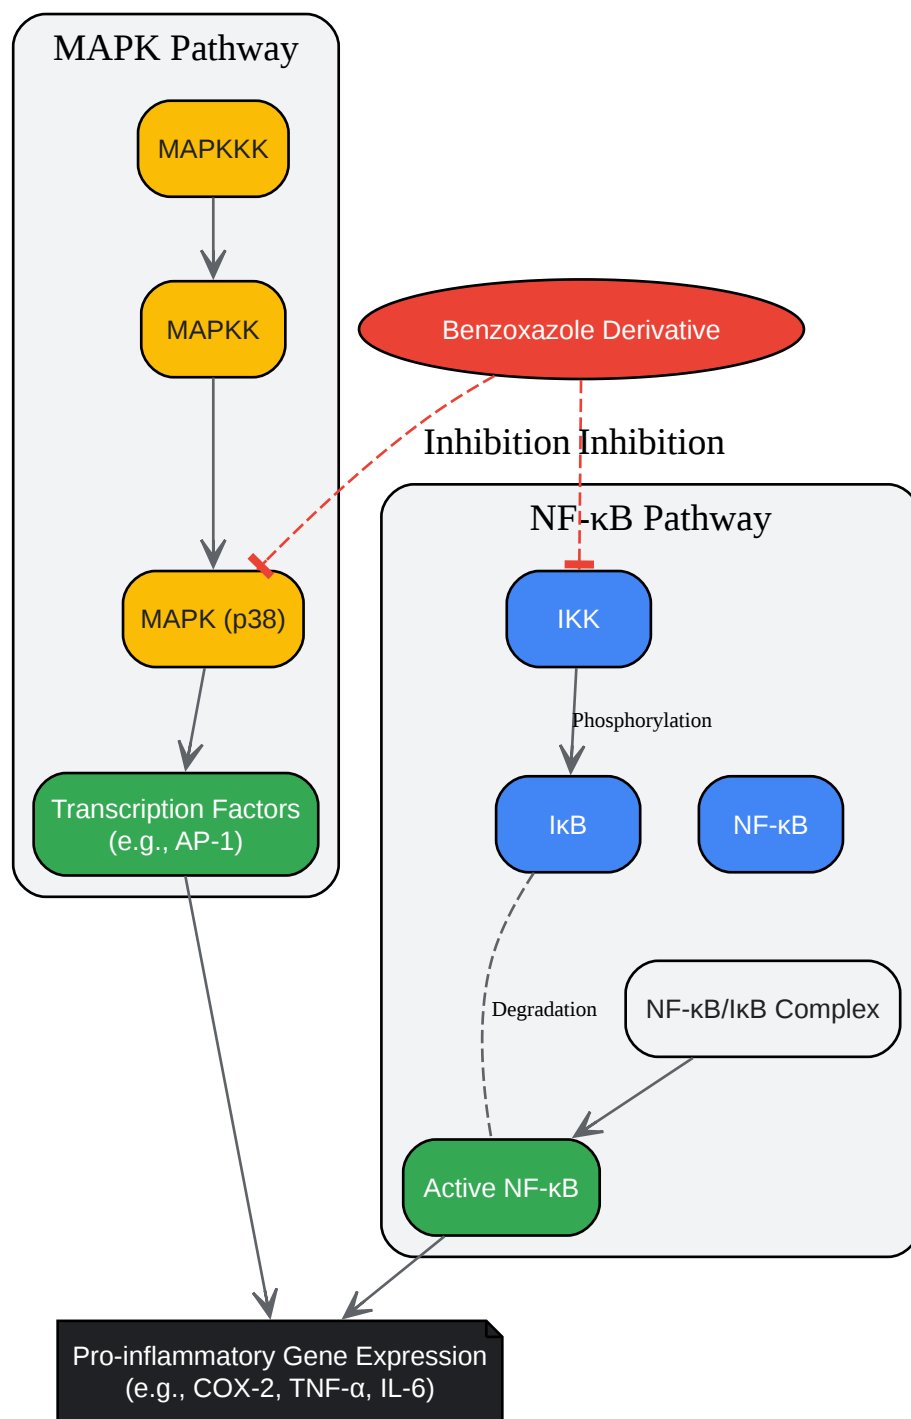 MAPK Pathway
MAPKKK
MAPKK
Benzoxazole Derivative
Inhibition Inhibition
NF-κB Pathway
MAPK (p38)
IKK
Phosphorylation
Transcription Factors
(e.g., AP-1)
IκB
NF-κB
Degradation
NF-κB/IκB Complex
Active NF-κB
Pro-inflammatory Gene Expression
(e.g., COX-2, TNF-α, IL-6)